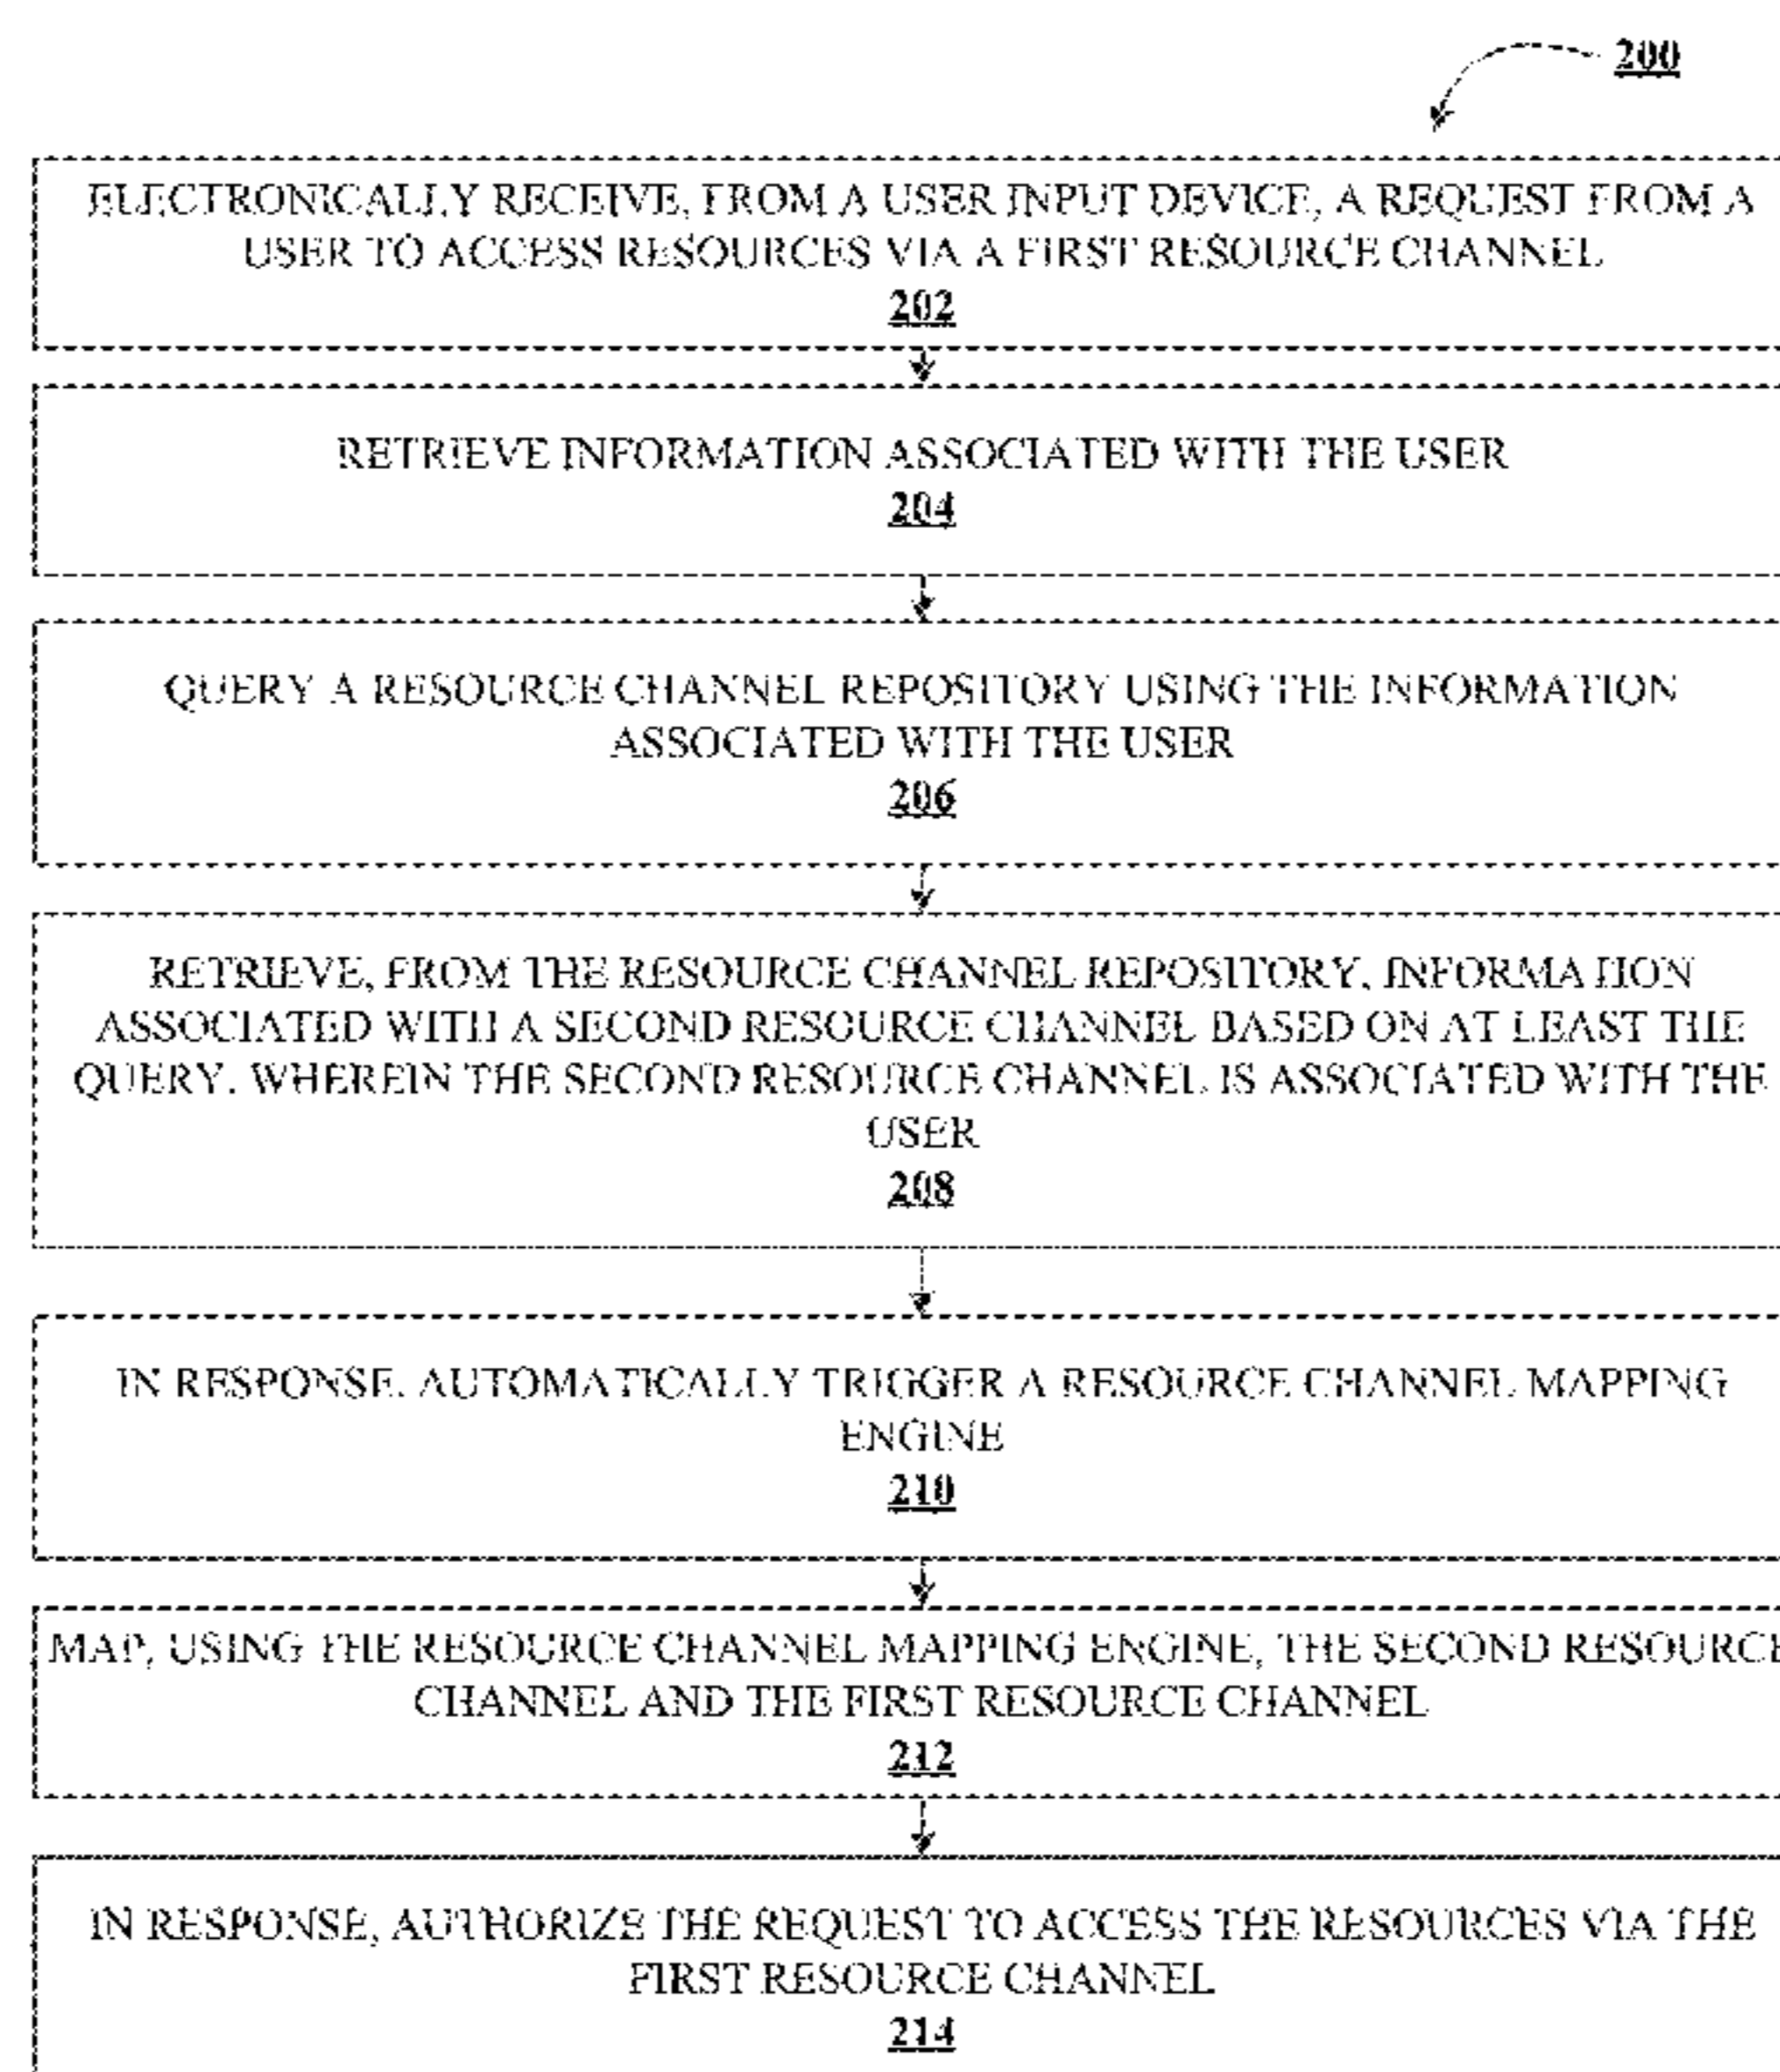 200
ELECTRONICALLY RECEIVE, FROM A USER INPUT DEVICE, A REQUEST FROM A
USER TO ACCESS RESOURCES VIA A FIRST RESOURCE CHANNEL
202
RETRIEVE INFORMATION ASSOCIATED WITH THE USER
204
QUERY A RESOURCE CHANNEL REPOSITORY USING THE INFORMATION
ASSOCIATED WITH THE USER
206
RETRIEVE, FROM THE RESOURCE CHANNEL REPOSITORY, INFORMATION
ASSOCIATED WITH A SECOND RESOURCE CHANNEL BASED ON AT LEAST THE
QUERY, WHEREIN THE SECOND RESOURCE CHANNEL IS ASSOCIATED WITH THE
USER
208
IN RESPONSE, AUTOMATICALLY TRIGGER A RESOURCE CHANNEL MAPPING
ENGINE
210
MAP, USING THE RESOURCE CHANNEL MAPPING ENGINE, THE SECOND RESOURCE
CHANNEL AND THE FIRST RESOURCE CHANNEL
212
IN RESPONSE, AUTHORIZE THE REQUEST TO ACCESS THE RESOURCES VIA THE
FIRST RESOURCE CHANNEL
214